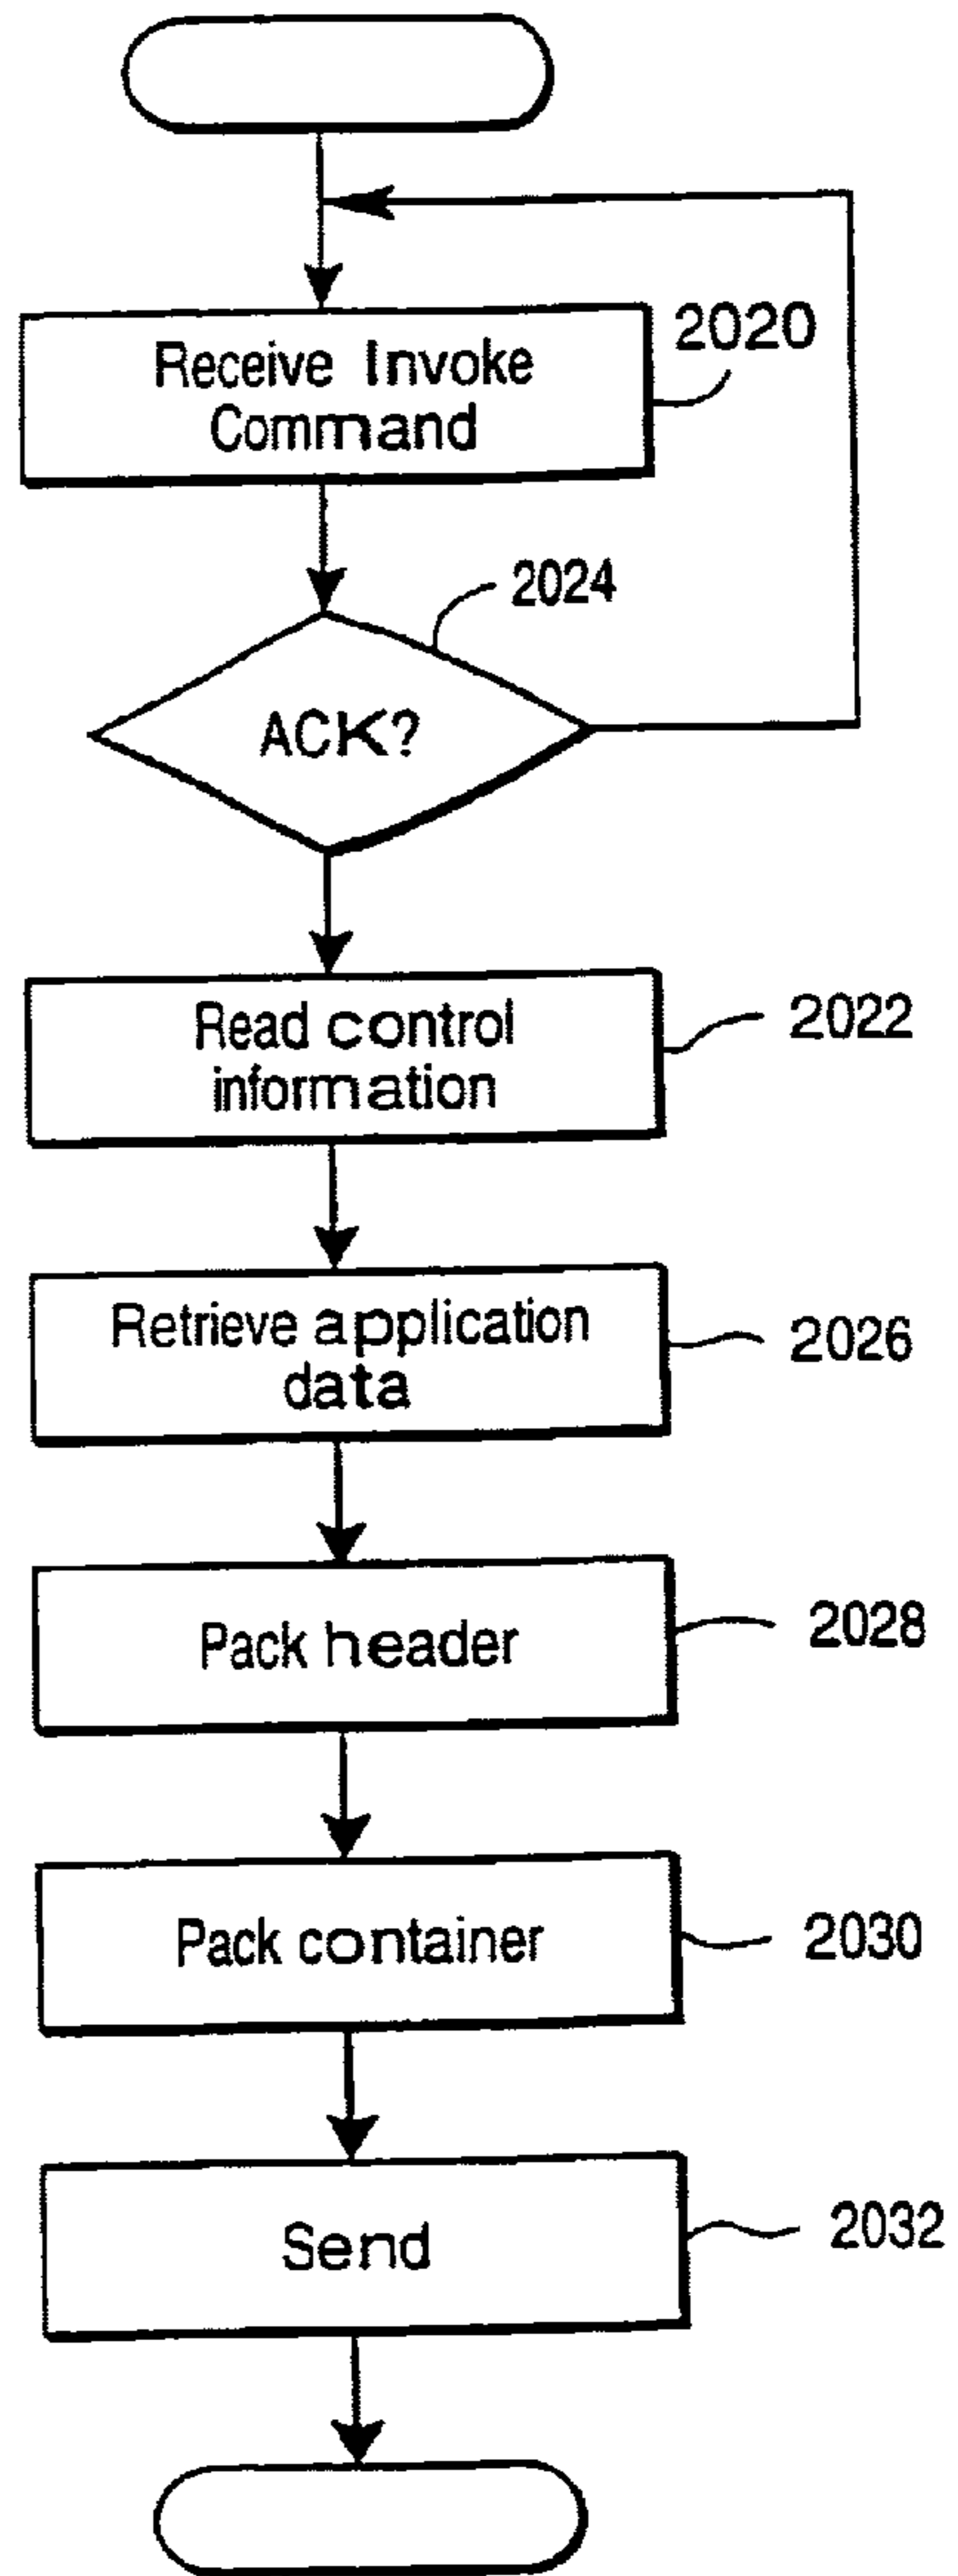 Receive Invoke
Command
2020
2024
ACK?
Read control
information
2022
Retrieve application
data
2026
Pack header
2028
Pack container
2030
Send
2032